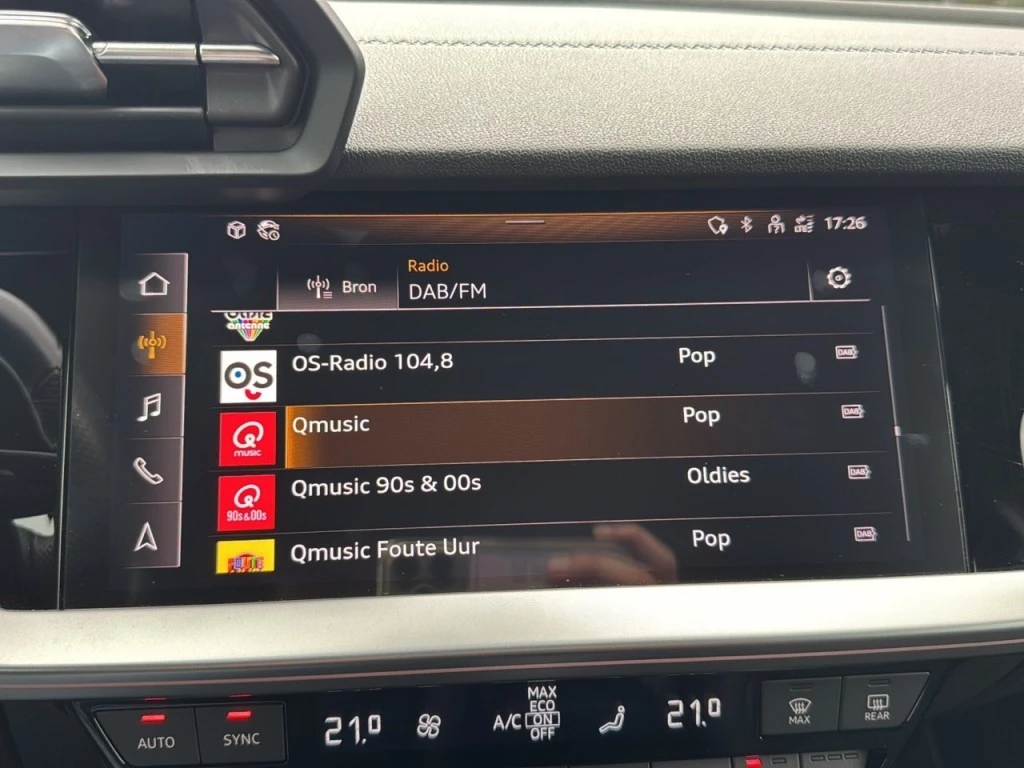 17:26
Radio
Bron
DAB/FM
antenne
OS-Radio 104,8 Pop DAB
OS
Qmusic Pop DAB
Q music
Qmusic 90s & 00s Oldies DAB
Q 90s & 00s
Qmusic Foute Uur Pop DAB
MAX
ECO
A/C ON
OFF
21.0
21.0
AUTO
SYNC
MAX
REAR